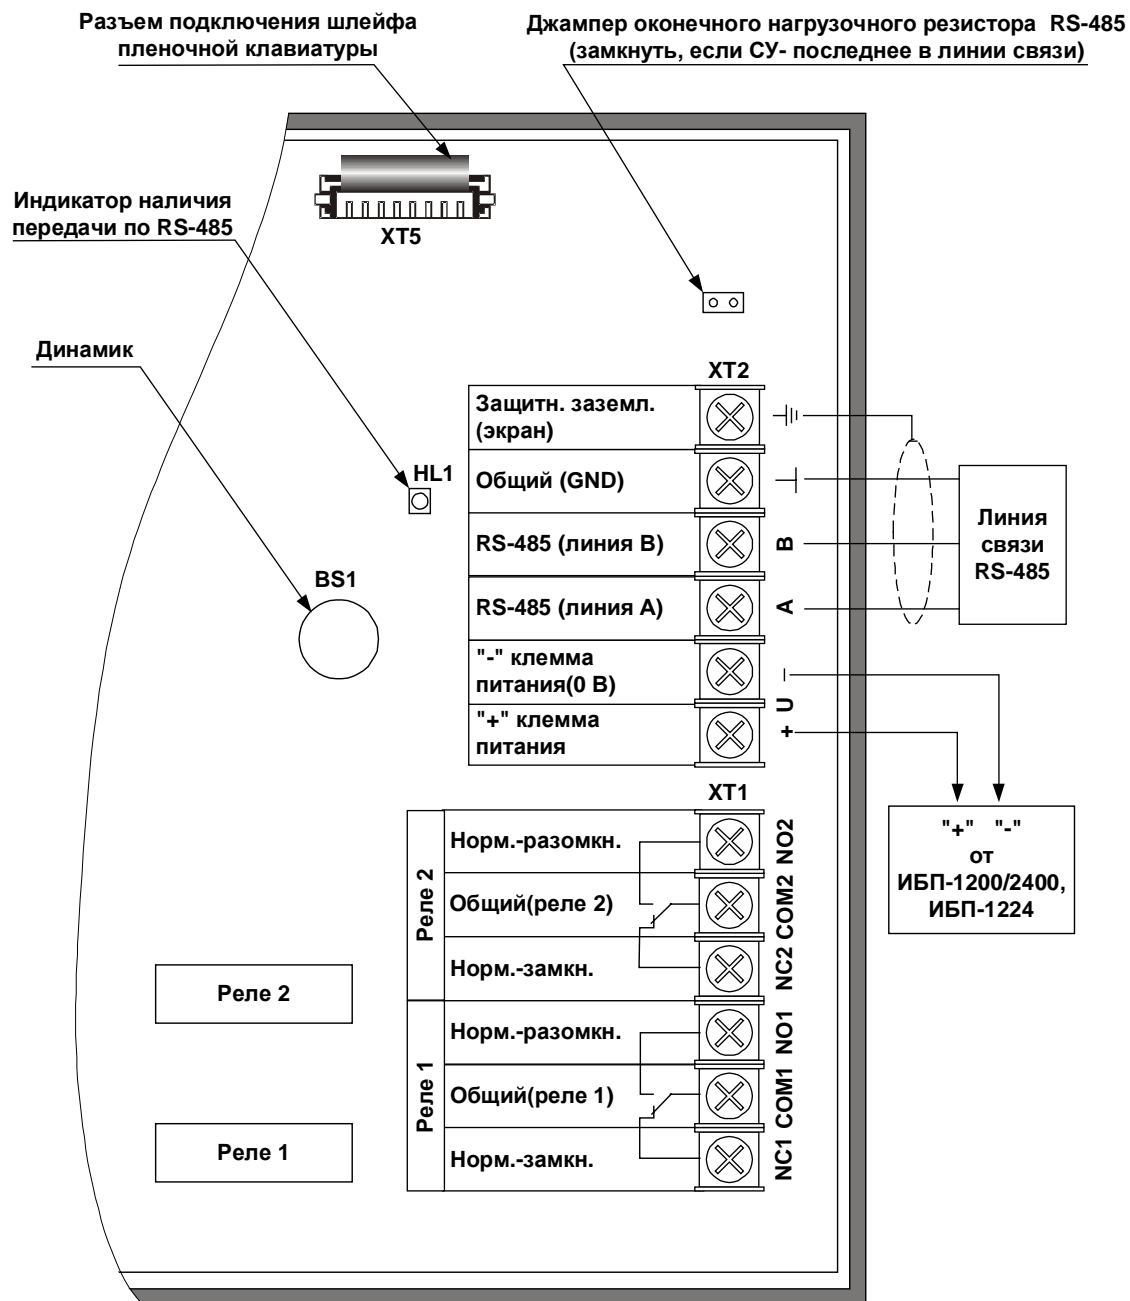 Разъем подключения шлейфа
пленочной клавиатуры
Джампер оконечного нагрузочного резистора RS-485
(замкнуть, если СУ- последнее в линии связи)
Индикатор наличия
передачи по RS-485
XT5
Динамик
XT2
Защитн. заземл.
(экран)
HL1
Общий (GND)
RS-485 (линия В)
B
Линия
связи
RS-485
BS1
RS-485 (линия А)
A
"-" клемма
питания(0 В)
–
U
"+" клемма
питания
+
XT1
"+" "-"
от
ИБП-1200/2400,
ИБП-1224
Реле 2
Норм.-разомкн.
NO2
Общий(реле 2)
COM2
Норм.-замкн.
NC2
Реле 2
Реле 1
Норм.-разомкн.
NO1
Общий(реле 1)
COM1
Норм.-замкн.
NC1
Реле 1